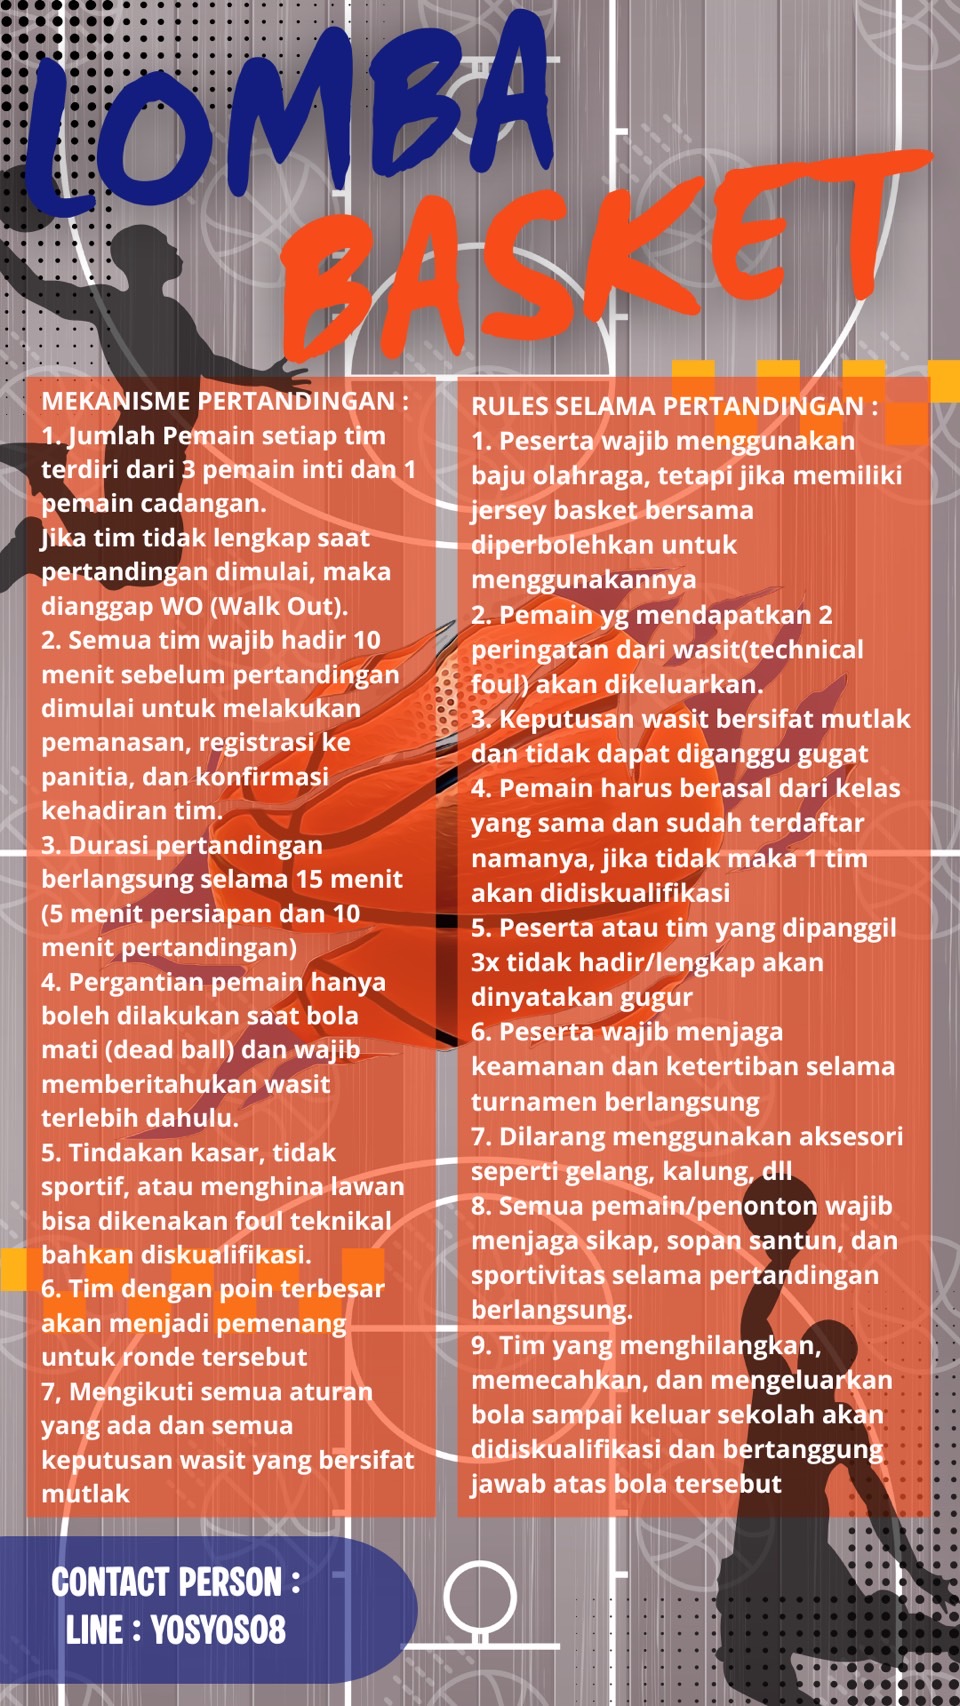 LOMBA
BASKET
MEKANISME PERTANDINGAN :
1. Jumlah Pemain setiap tim
terdiri dari 3 pemain inti dan 1
pemain cadangan.
Jika tim tidak lengkap saat
pertandingan dimulai, maka
dianggap WO (Walk Out).
2. Semua tim wajib hadir 10
menit sebelum pertandingan
dimulai untuk melakukan
pemanasan, registrasi ke
panitia, dan konfirmasi
kehadiran tim.
3. Durasi pertandingan
berlangsung selama 15 menit
(5 menit persiapan dan 10
menit pertandingan)
4. Pergantian pemain hanya
boleh dilakukan saat bola
mati (dead ball) dan wajib
memberitahukan wasit
terlebih dahulu.
5. Tindakan kasar, tidak
sportif, atau menghina lawan
bisa dikenakan foul teknikal
bahkan diskualifikasi.
6. Tim dengan poin terbesar
akan menjadi pemenang
untuk ronde tersebut
7, Mengikuti semua aturan
yang ada dan semua
keputusan wasit yang bersifat
mutlak
RULES SELAMA PERTANDINGAN :
1. Peserta wajib menggunakan
baju olahraga, tetapi jika memiliki
jersey basket bersama
diperbolehkan untuk
menggunakannya
2. Pemain yg mendapatkan 2
peringatan dari wasit(technical
foul) akan dikeluarkan.
3. Keputusan wasit bersifat mutlak
dan tidak dapat diganggu gugat
4. Pemain harus berasal dari kelas
yang sama dan sudah terdaftar
namanya, jika tidak maka 1 tim
akan didiskualifikasi
5. Peserta atau tim yang dipanggil
3x tidak hadir/lengkap akan
dinyatakan gugur
6. Peserta wajib menjaga
keamanan dan ketertiban selama
turnamen berlangsung
7. Dilarang menggunakan aksesori
seperti gelang, kalung, dll
8. Semua pemain/penonton wajib
menjaga sikap, sopan santun, dan
sportivitas selama pertandingan
berlangsung.
9. Tim yang menghilangkan,
memecahkan, dan mengeluarkan
bola sampai keluar sekolah akan
didiskualifikasi dan bertanggung
jawab atas bola tersebut
CONTACT PERSON :
LINE : YOSYOS08